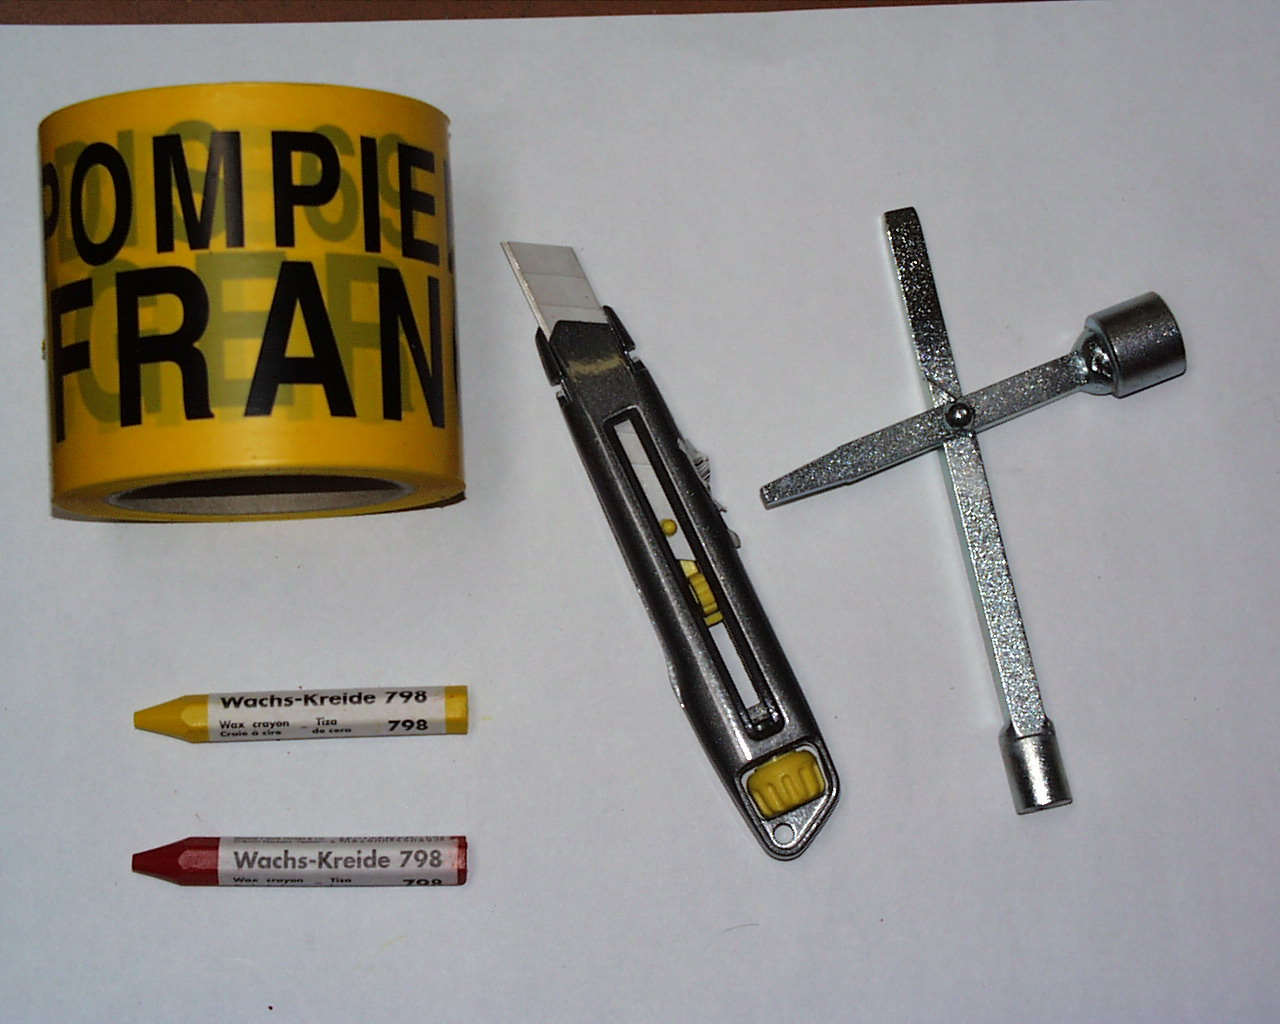 POMPIE
FRAN
Wachs-Kreide 798
Wax crayon _ Tiza 798
Craie à cire de cera
Wachs-Kreide 798
Wax crayon _ Tiza 798